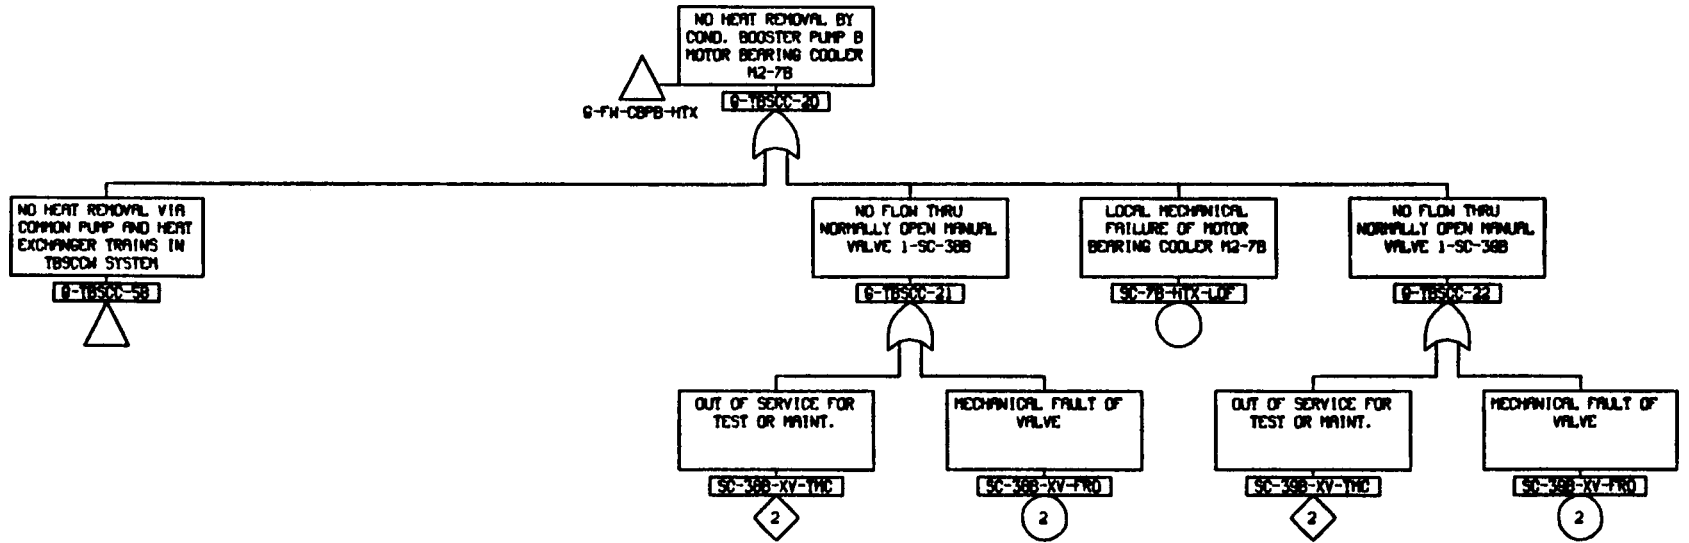 NO HEAT REMOVAL BY
COND. BOOSTER PUMP B
MOTOR BEARING COOLER
M2-7B
G-FW-CBPB-HTX
G-TBSCC-20
NO HEAT REMOVAL VIA
COMMON PUMP AND HEAT
EXCHANGER TRAINS IN
TBSCCW SYSTEM
G-TBSCC-58
NO FLOW THRU
NORMALLY OPEN MANUAL
VALVE 1-SC-38B
G-TBSCC-21
LOCAL MECHANICAL
FAILURE OF MOTOR
BEARING COOLER M2-7B
SC-7B-HTX-LOF
NO FLOW THRU
NORMALLY OPEN MANUAL
VALVE 1-SC-39B
G-TBSCC-22
OUT OF SERVICE FOR
TEST OR MAINT.
SC-38B-XV-TMC
2
MECHANICAL FAULT OF
VALVE
SC-38B-XV-FRO
2
OUT OF SERVICE FOR
TEST OR MAINT.
SC-39B-XV-TMC
2
MECHANICAL FAULT OF
VALVE
SC-39B-XV-FRO
2